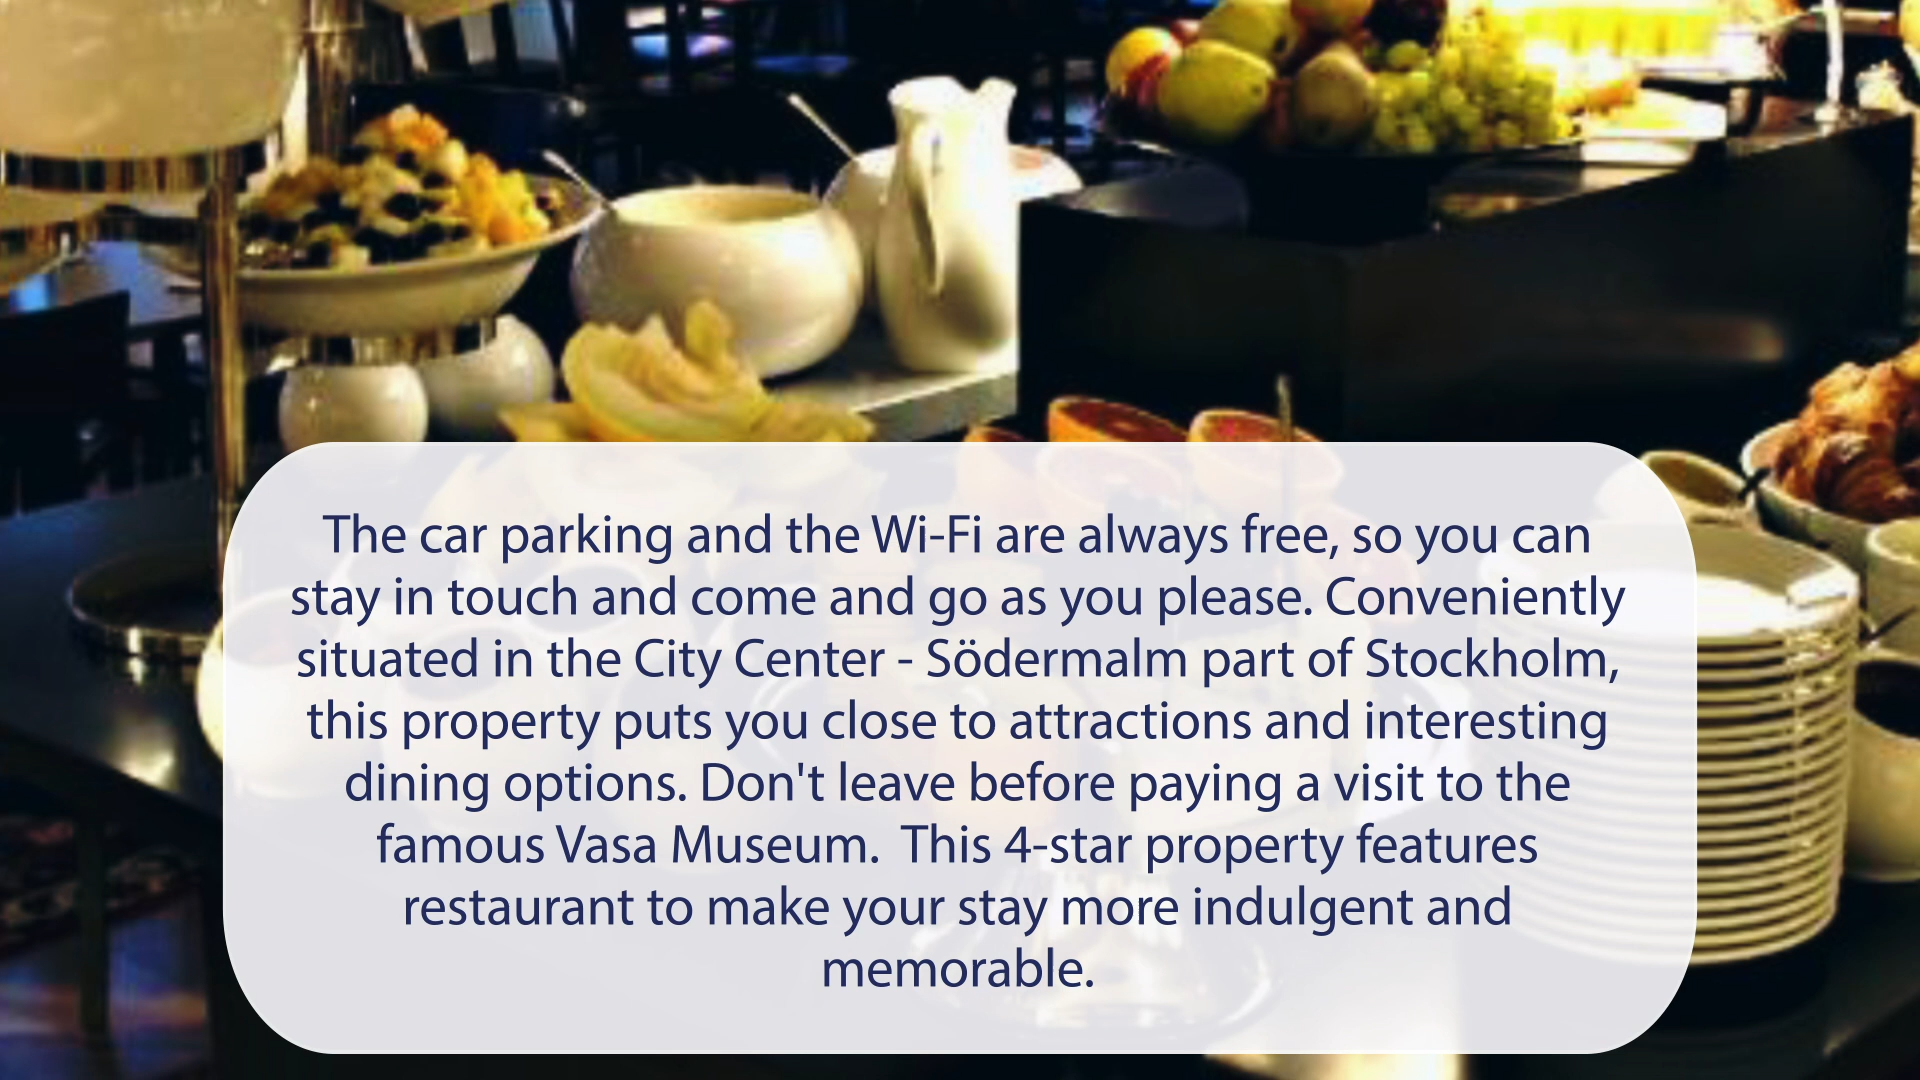 The car parking and the Wi-Fi are always free, so you can
stay in touch and come and go as you please. Conveniently
situated in the City Center - Södermalm part of Stockholm,
this property puts you close to attractions and interesting
dining options. Don't leave before paying a visit to the
famous Vasa Museum.  This 4-star property features
restaurant to make your stay more indulgent and
memorable.